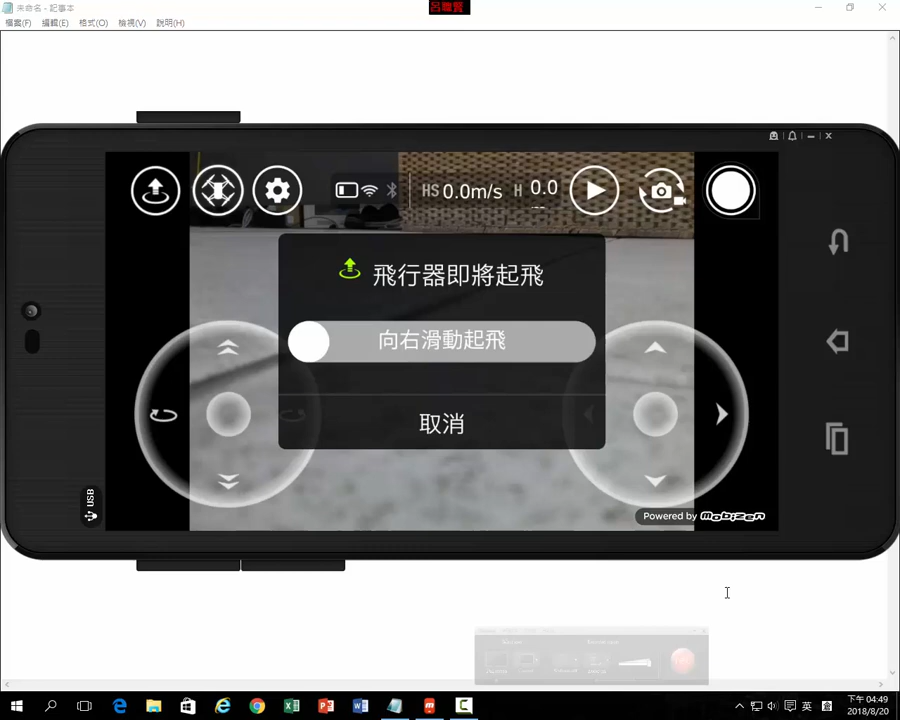 未命名 - 記事本
檔案(F) 編輯(E) 格式(O) 檢視(V) 說明(H)
HS 0.0m/s H 0.0
飛行器即將起飛
向右滑動起飛
取消
USB
Powered by mobizen
英
下午 04:49
2018/8/20